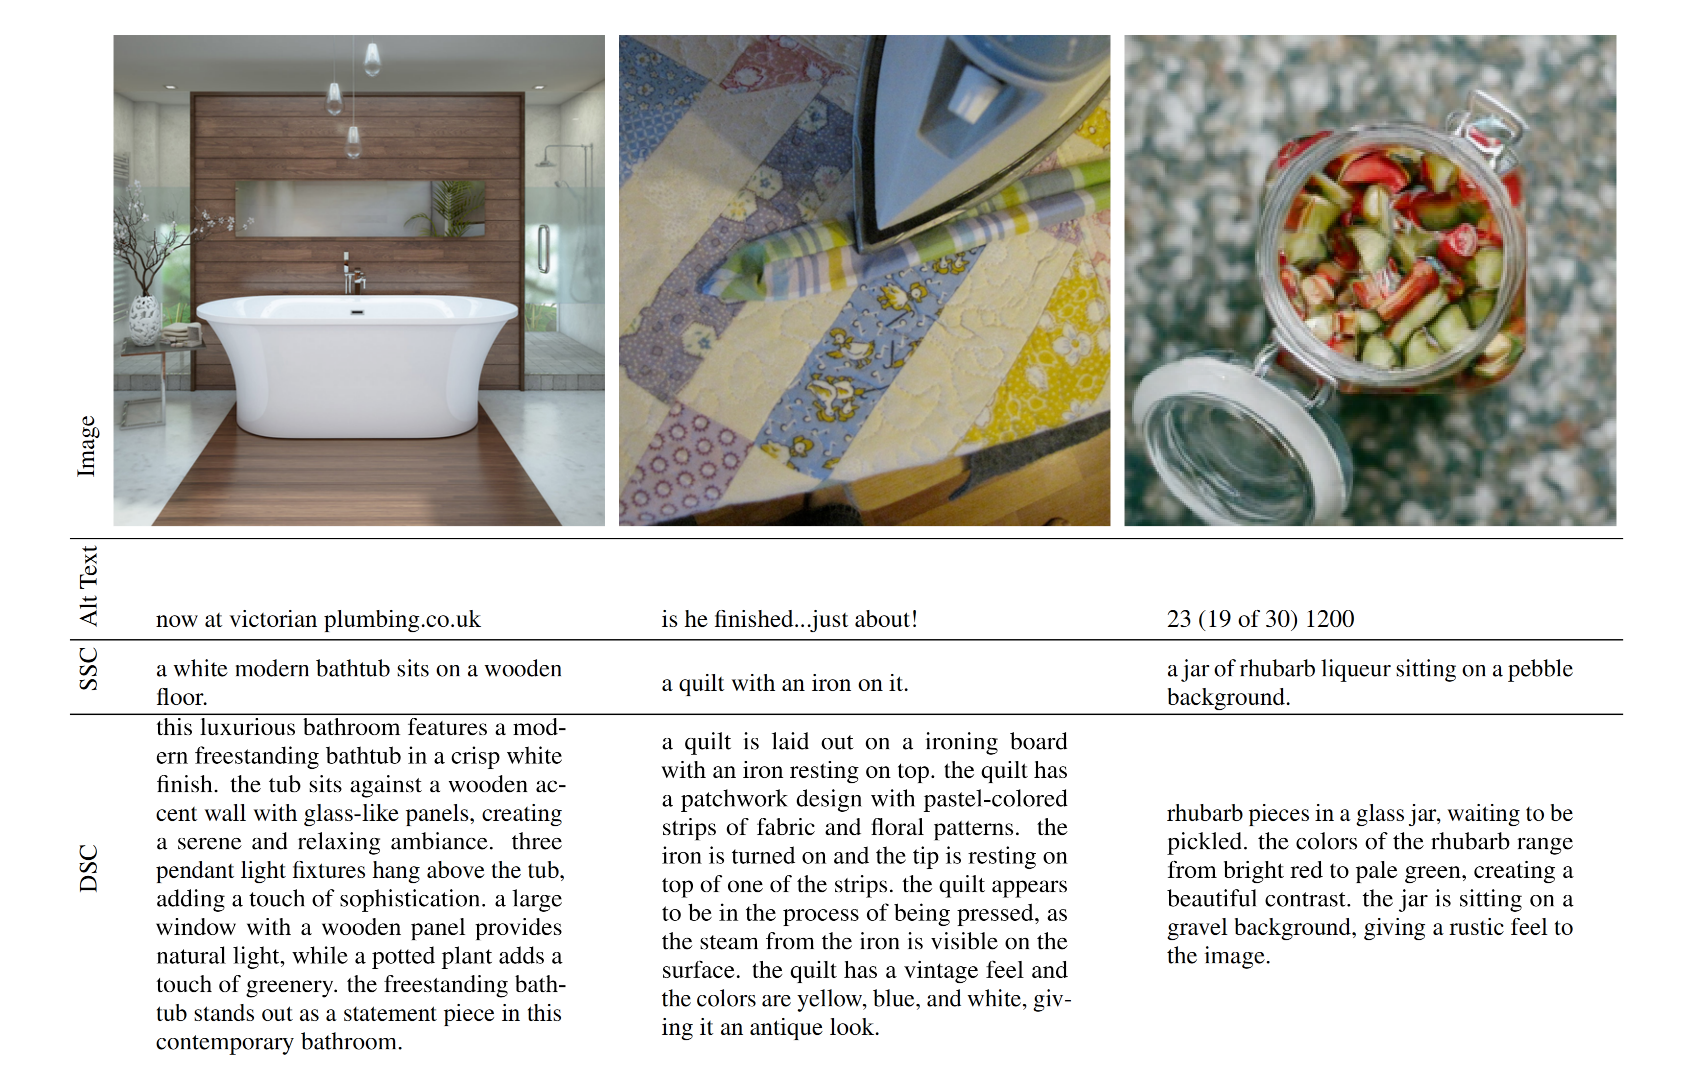 Image
Alt Text
now at victorian plumbing.co.uk
is he finished...just about!
23 (19 of 30) 1200
SSC
a white modern bathtub sits on a wooden
floor.
a quilt with an iron on it.
a jar of rhubarb liqueur sitting on a pebble
background.
DSC
this luxurious bathroom features a mod-
ern freestanding bathtub in a crisp white
finish. the tub sits against a wooden ac-
cent wall with glass-like panels, creating
a serene and relaxing ambiance. three
pendant light fixtures hang above the tub,
adding a touch of sophistication. a large
window with a wooden panel provides
natural light, while a potted plant adds a
touch of greenery. the freestanding bath-
tub stands out as a statement piece in this
contemporary bathroom.
a quilt is laid out on a ironing board
with an iron resting on top. the quilt has
a patchwork design with pastel-colored
strips of fabric and floral patterns. the
iron is turned on and the tip is resting on
top of one of the strips. the quilt appears
to be in the process of being pressed, as
the steam from the iron is visible on the
surface. the quilt has a vintage feel and
the colors are yellow, blue, and white, giv-
ing it an antique look.
rhubarb pieces in a glass jar, waiting to be
pickled. the colors of the rhubarb range
from bright red to pale green, creating a
beautiful contrast. the jar is sitting on a
gravel background, giving a rustic feel to
the image.